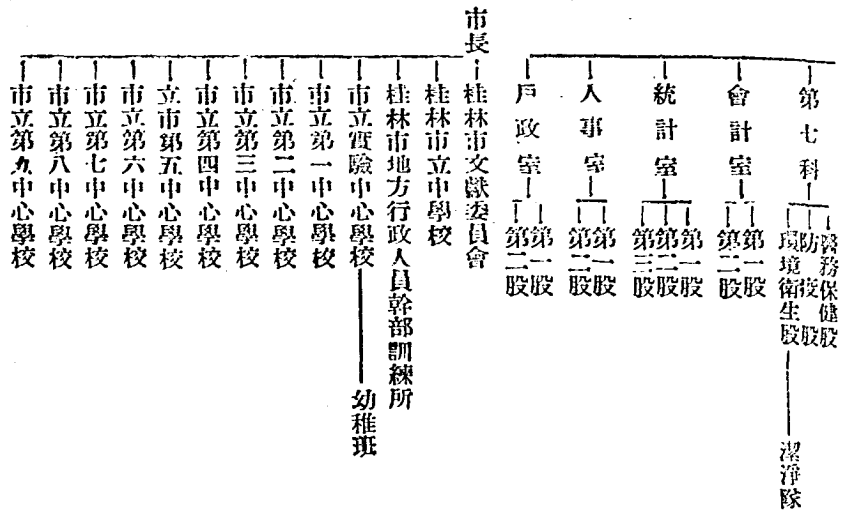 第七科
醫務保健股
防疫股
環境衛生股
潔淨隊
會計室
第一股
第二股
統計室
第一股
第二股
第三股
人事室
第一股
第二股
戶政室
第一股
第二股
市長
桂林市文獻委員會
桂林市立中學校
桂林市地方行政人員幹部訓練所
市立實驗中心學校
幼稚班
市立第一中心學校
市立第二中心學校
市立第三中心學校
市立第四中心學校
立市第五中心學校
市立第六中心學校
市立第七中心學校
市立第八中心學校
市立第九中心學校